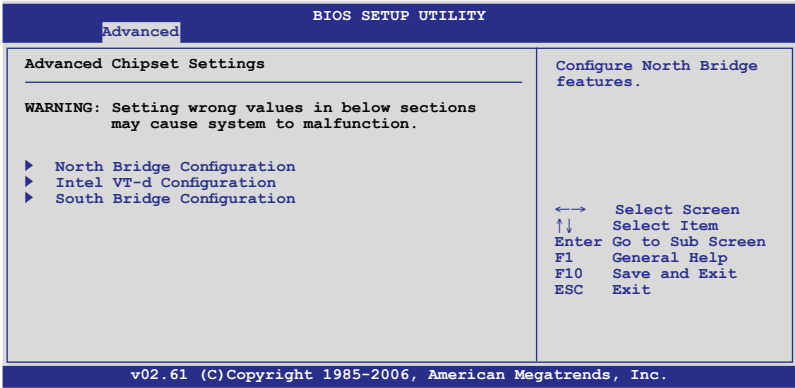 BIOS SETUP UTILITY
Advanced
Advanced Chipset Settings
WARNING: Setting wrong values in below sections
may cause system to malfunction.
North Bridge Configuration
Intel VT-d Configuration
South Bridge Configuration
Configure North Bridge
features.
←→ Select Screen
↑↓ Select Item
Enter Go to Sub Screen
F1 General Help
F10 Save and Exit
ESC Exit
v02.61 (C)Copyright 1985-2006, American Megatrends, Inc.